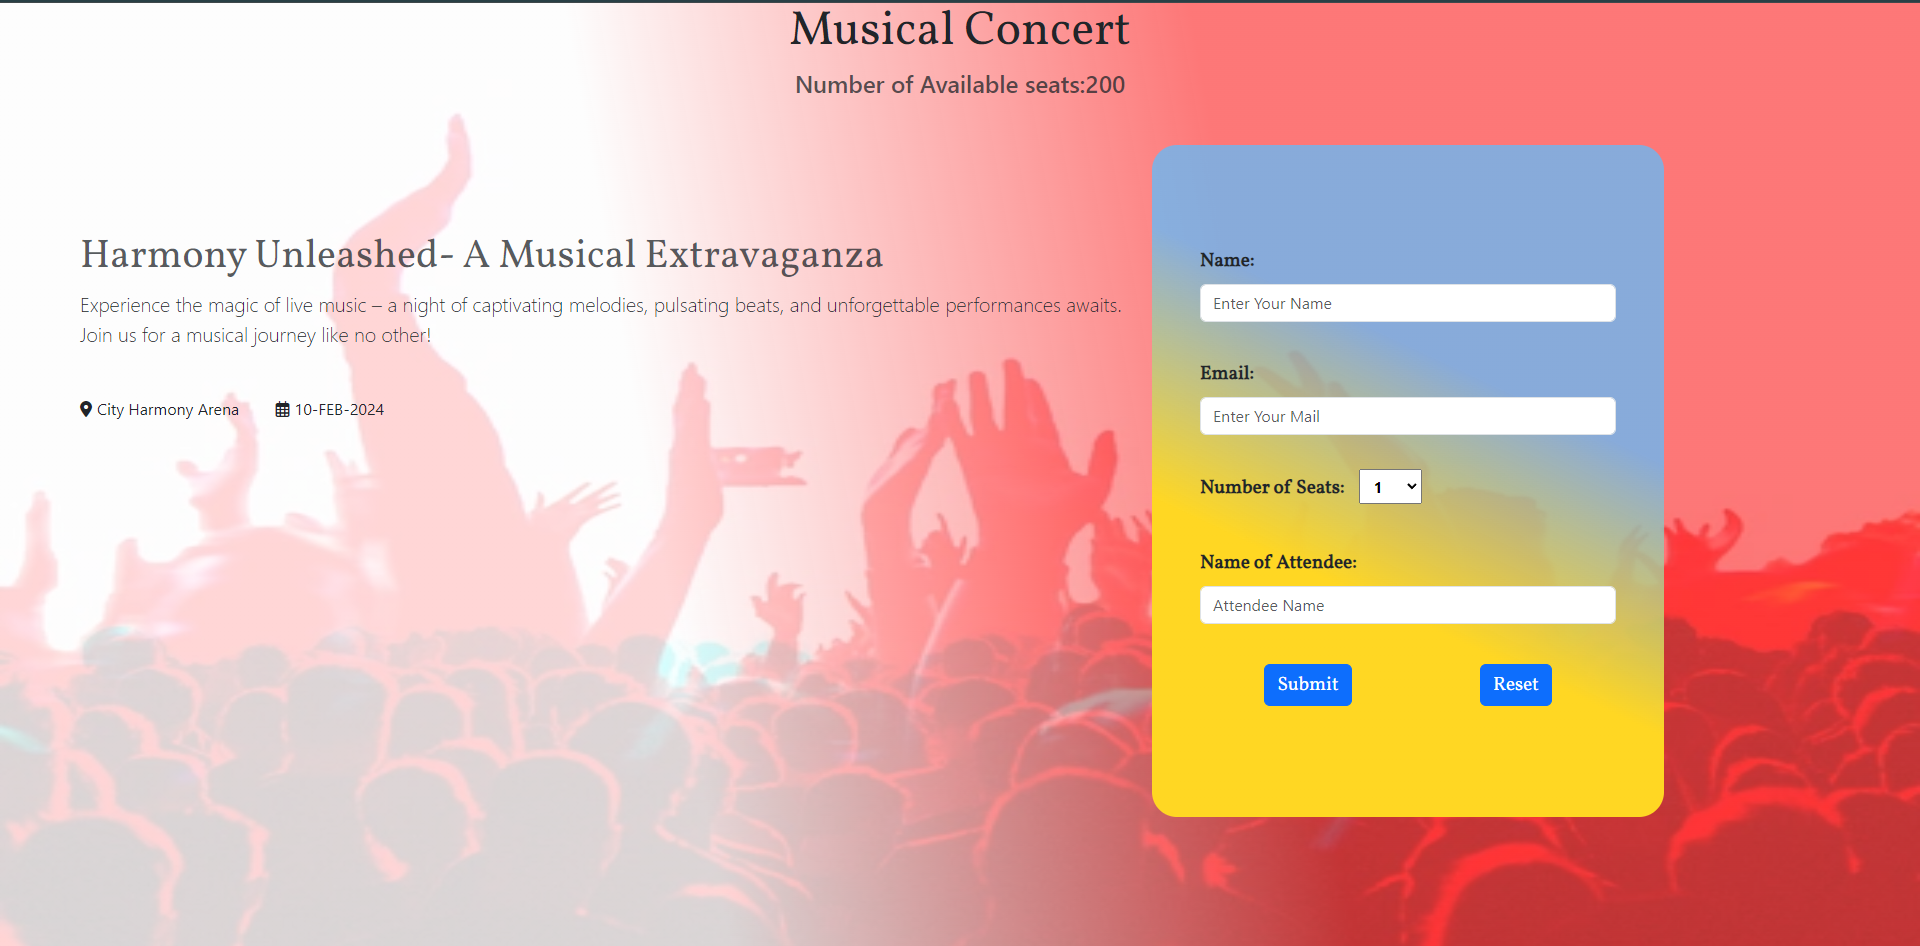 Musical Concert
Number of Available seats:200
Harmony Unleashed- A Musical Extravaganza
Experience the magic of live music – a night of captivating melodies, pulsating beats, and unforgettable performances awaits.
Join us for a musical journey like no other!
City Harmony Arena 10-FEB-2024
Name:
Enter Your Name
Email:
Enter Your Mail
Number of Seats: 1
Name of Attendee:
Attendee Name
Submit Reset